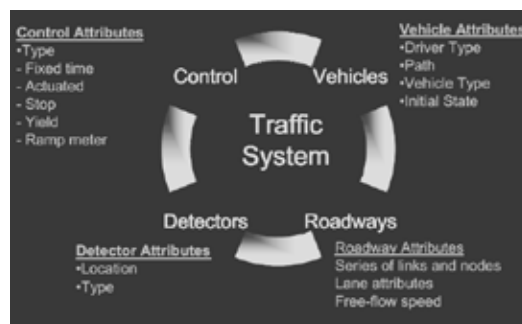 Control Attributes
•Type
- Fixed time
- Actuated
- Stop
- Yield
- Ramp meter
Vehicle Attributes
•Driver Type
•Path
•Vehicle Type
•Initial State
Control
Vehicles
Traffic
System
Detectors
Roadways
Detector Attributes
•Location
•Type
Roadway Attributes
Series of links and nodes
Lane attributes
Free-flow speed